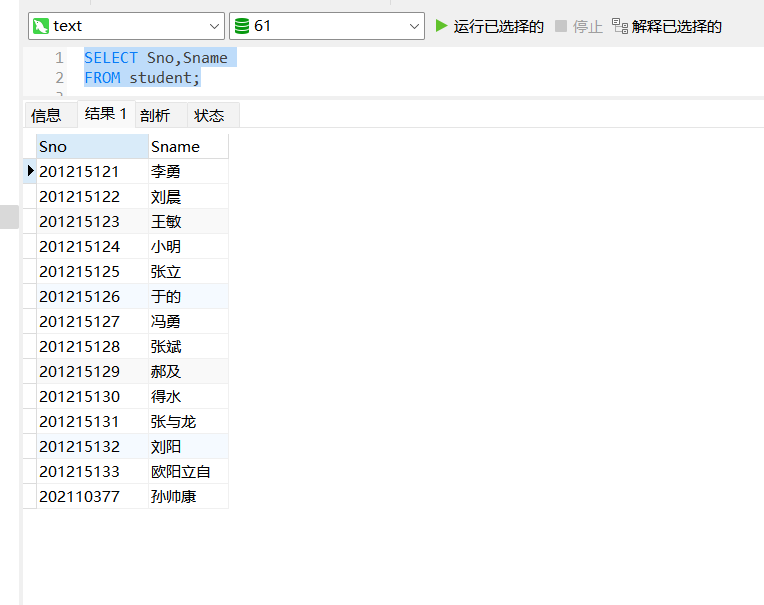 text 61 运行已选择的 停止 解释已选择的
1 SELECT Sno,Sname
2 FROM student;
信息 结果 1 剖析 状态
Sno Sname
201215121 李勇
201215122 刘晨
201215123 王敏
201215124 小明
201215125 张立
201215126 于的
201215127 冯勇
201215128 张斌
201215129 郝及
201215130 得水
201215131 张与龙
201215132 刘阳
201215133 欧阳立自
202110377 孙帅康